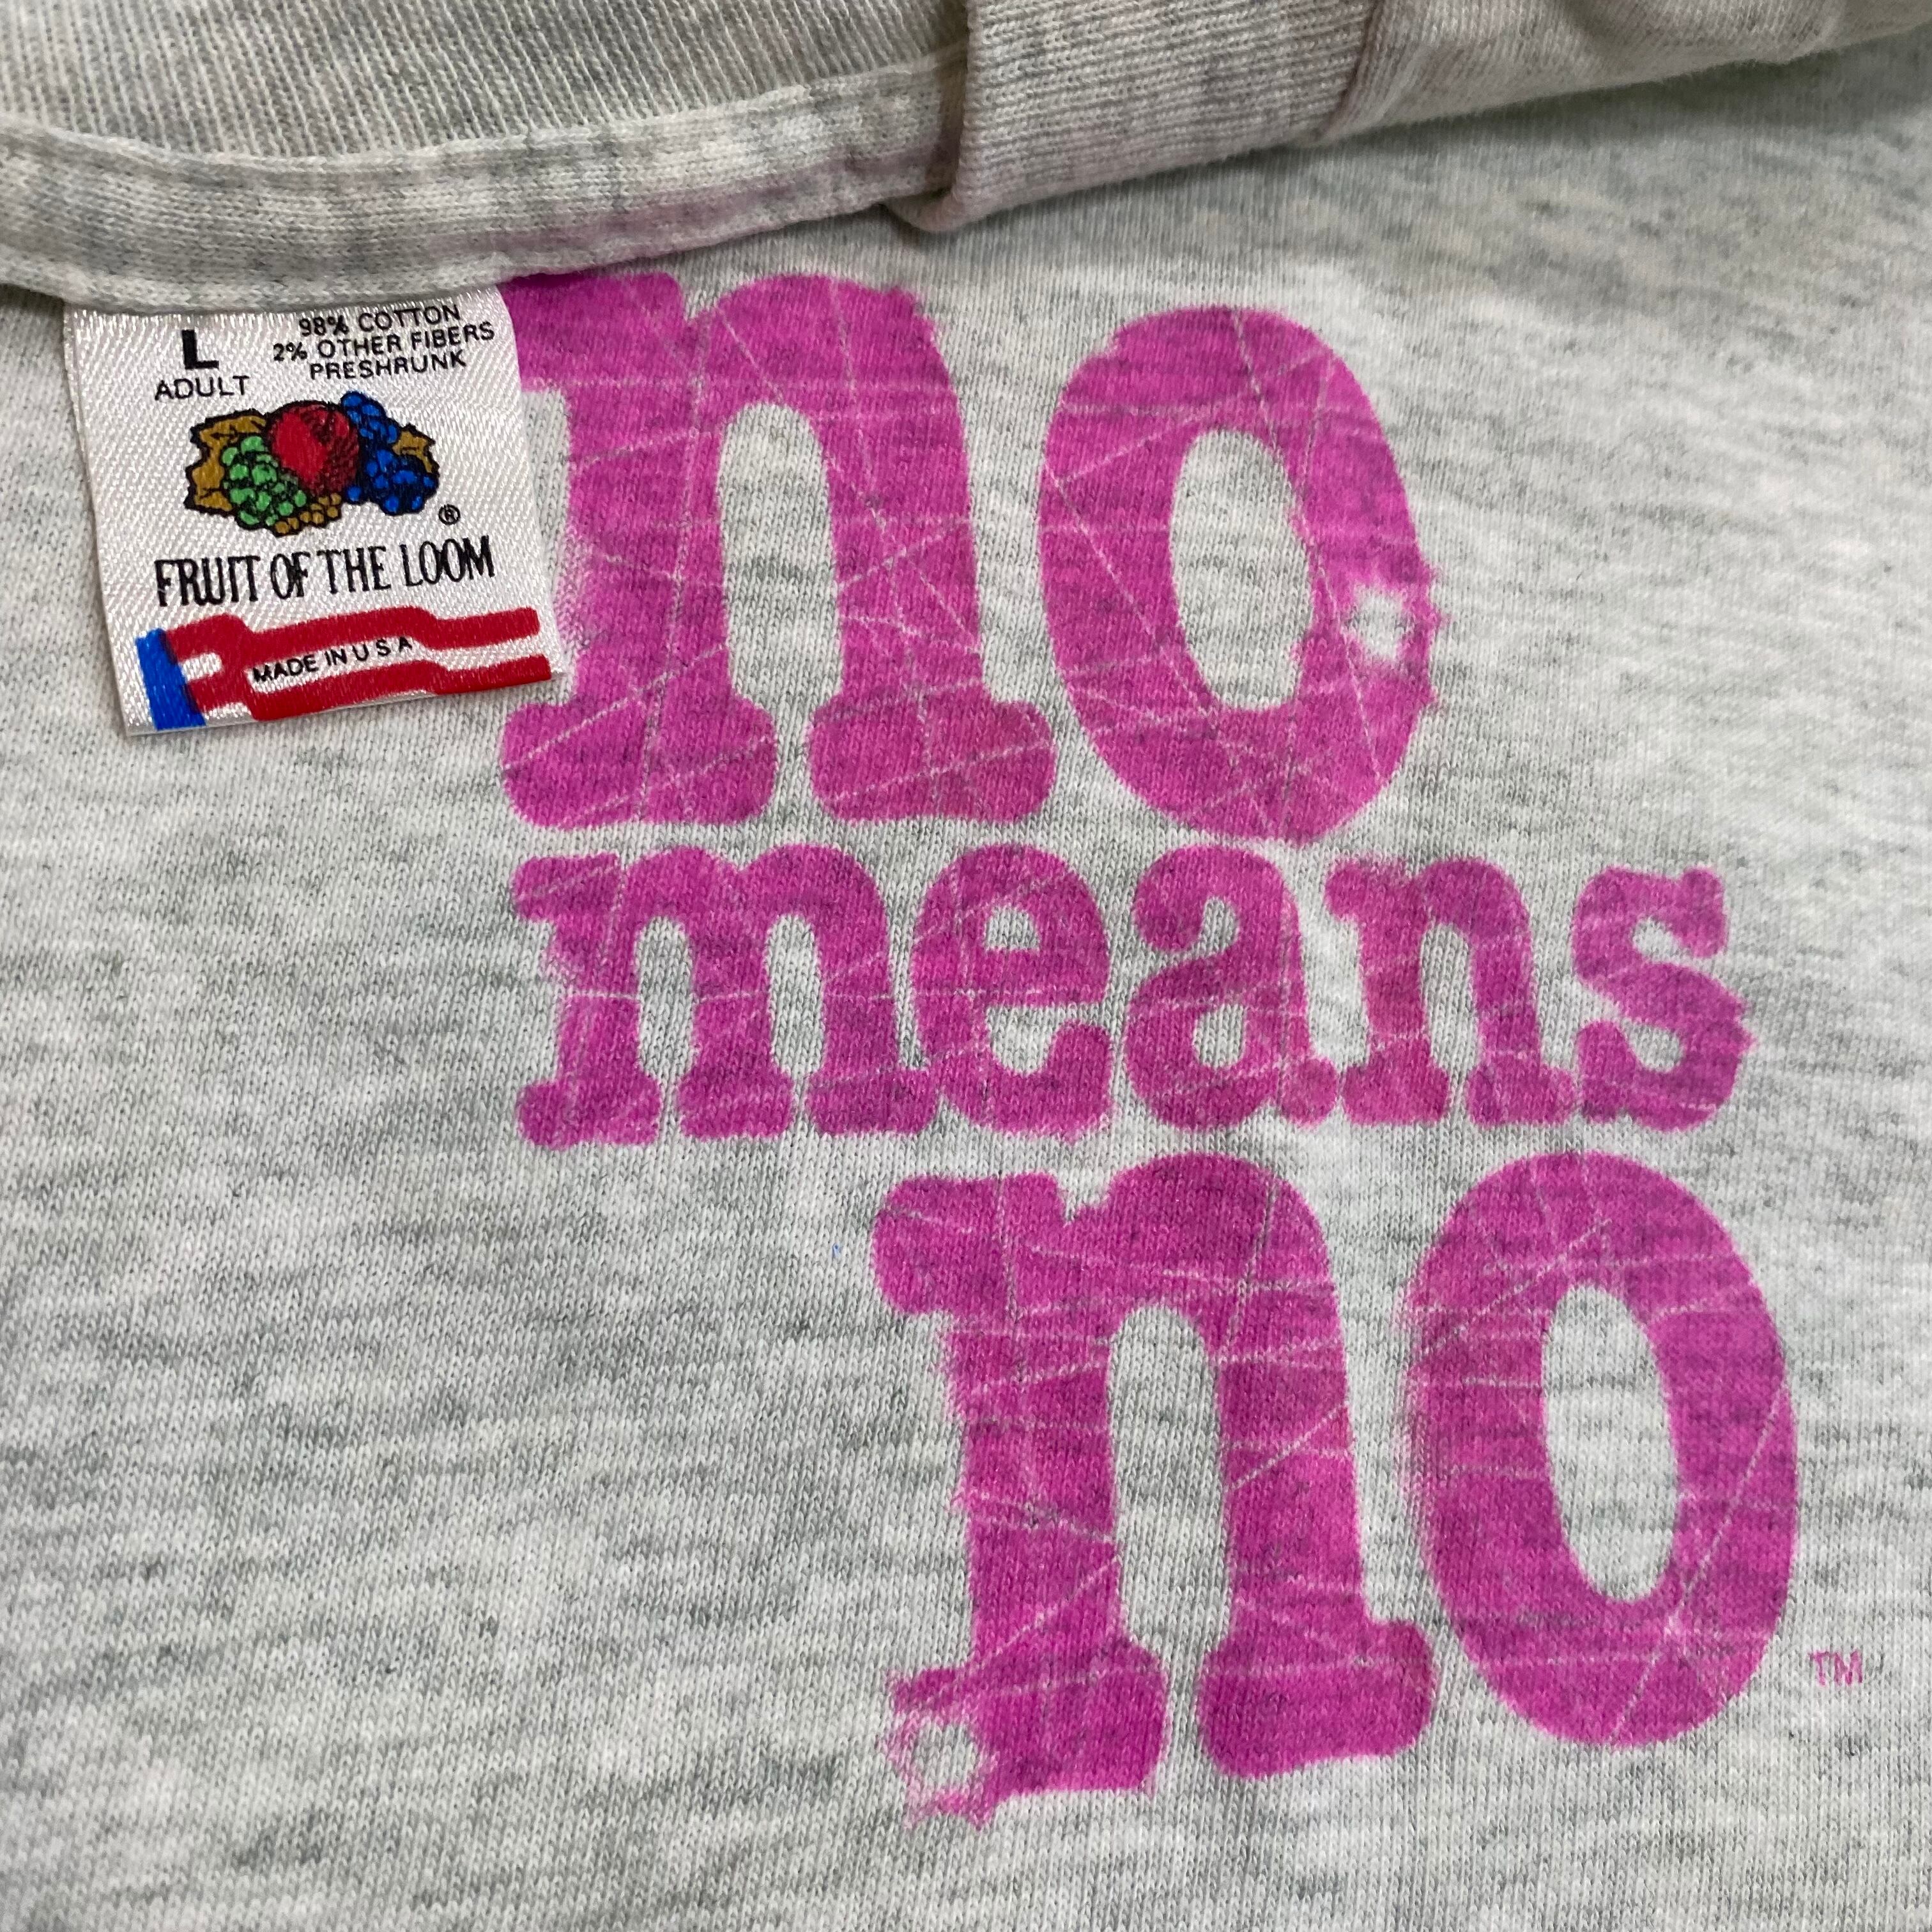 L
ADULT
98% COTTON
2% OTHER FIBERS
PRESHRUNK
®
FRUIT OF THE LOOM
MADE IN U S A
no
means
no
TM